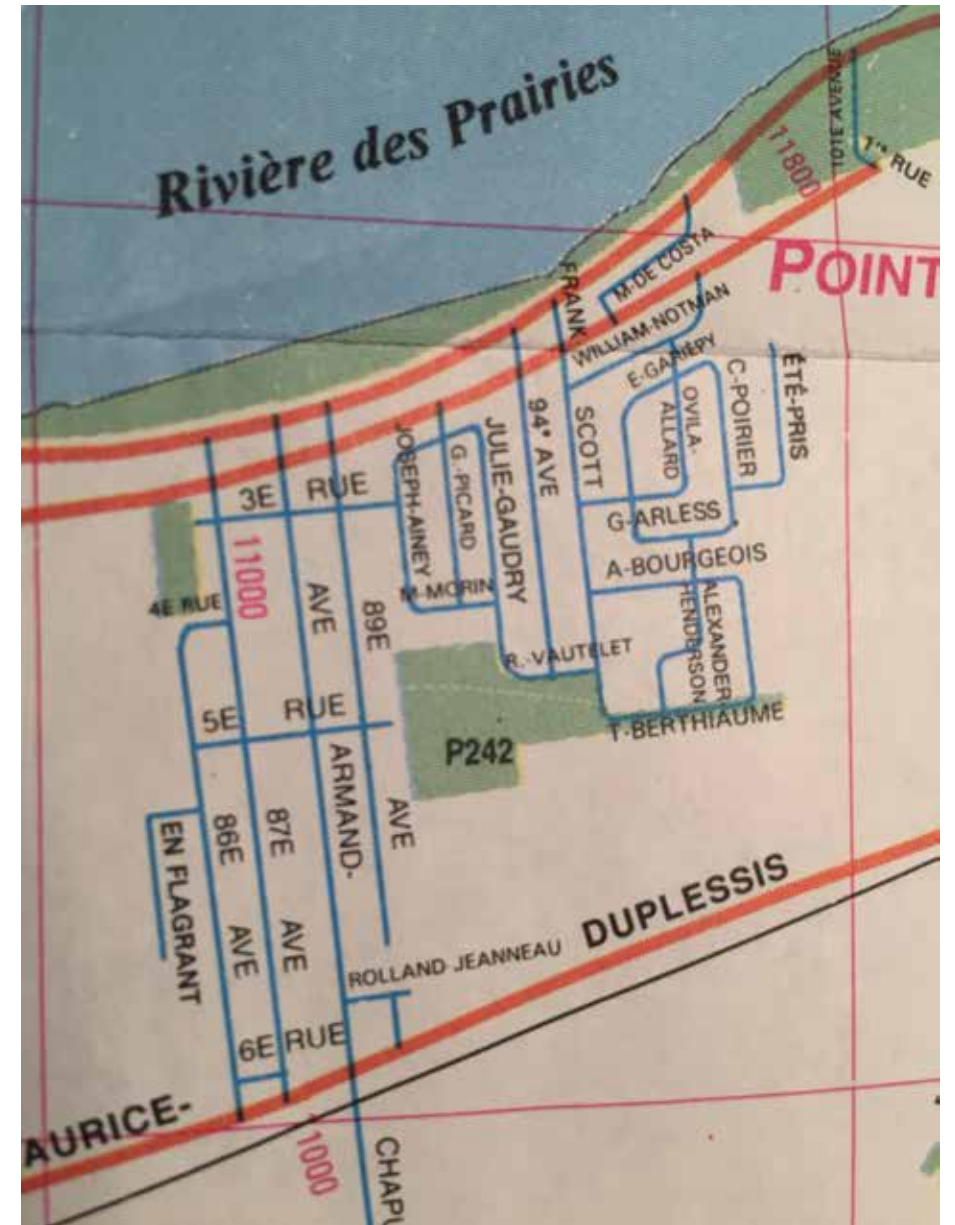 Rivière des Prairies
101E AVENUE
1re RUE
11800
POINT
M-DE COSTA
FRANK
WILLIAM-NOTMAN
E-GARIÉPY
ÉTÉ-PRIS
C-POIRIER
OVILA-
ALLARD
94e AVE
SCOTT
JULIE-GAUDRY
G.-PICARD
JOSEPH-AINEY
3E RUE
G-ARLESS
11000
A-BOURGEOIS
M-MORIN
ALEXANDER-
HENDERSON
4E RUE
AVE
89E
R.-VAUTELET
5E RUE
T-BERTHIAUME
P242
ARMAND-
AVE
86E
87E
EN FLAGRANT
DUPLESSIS
AVE
AVE
ROLLAND JEANNEAU
6E RUE
AURICE-
1000
CHAPU